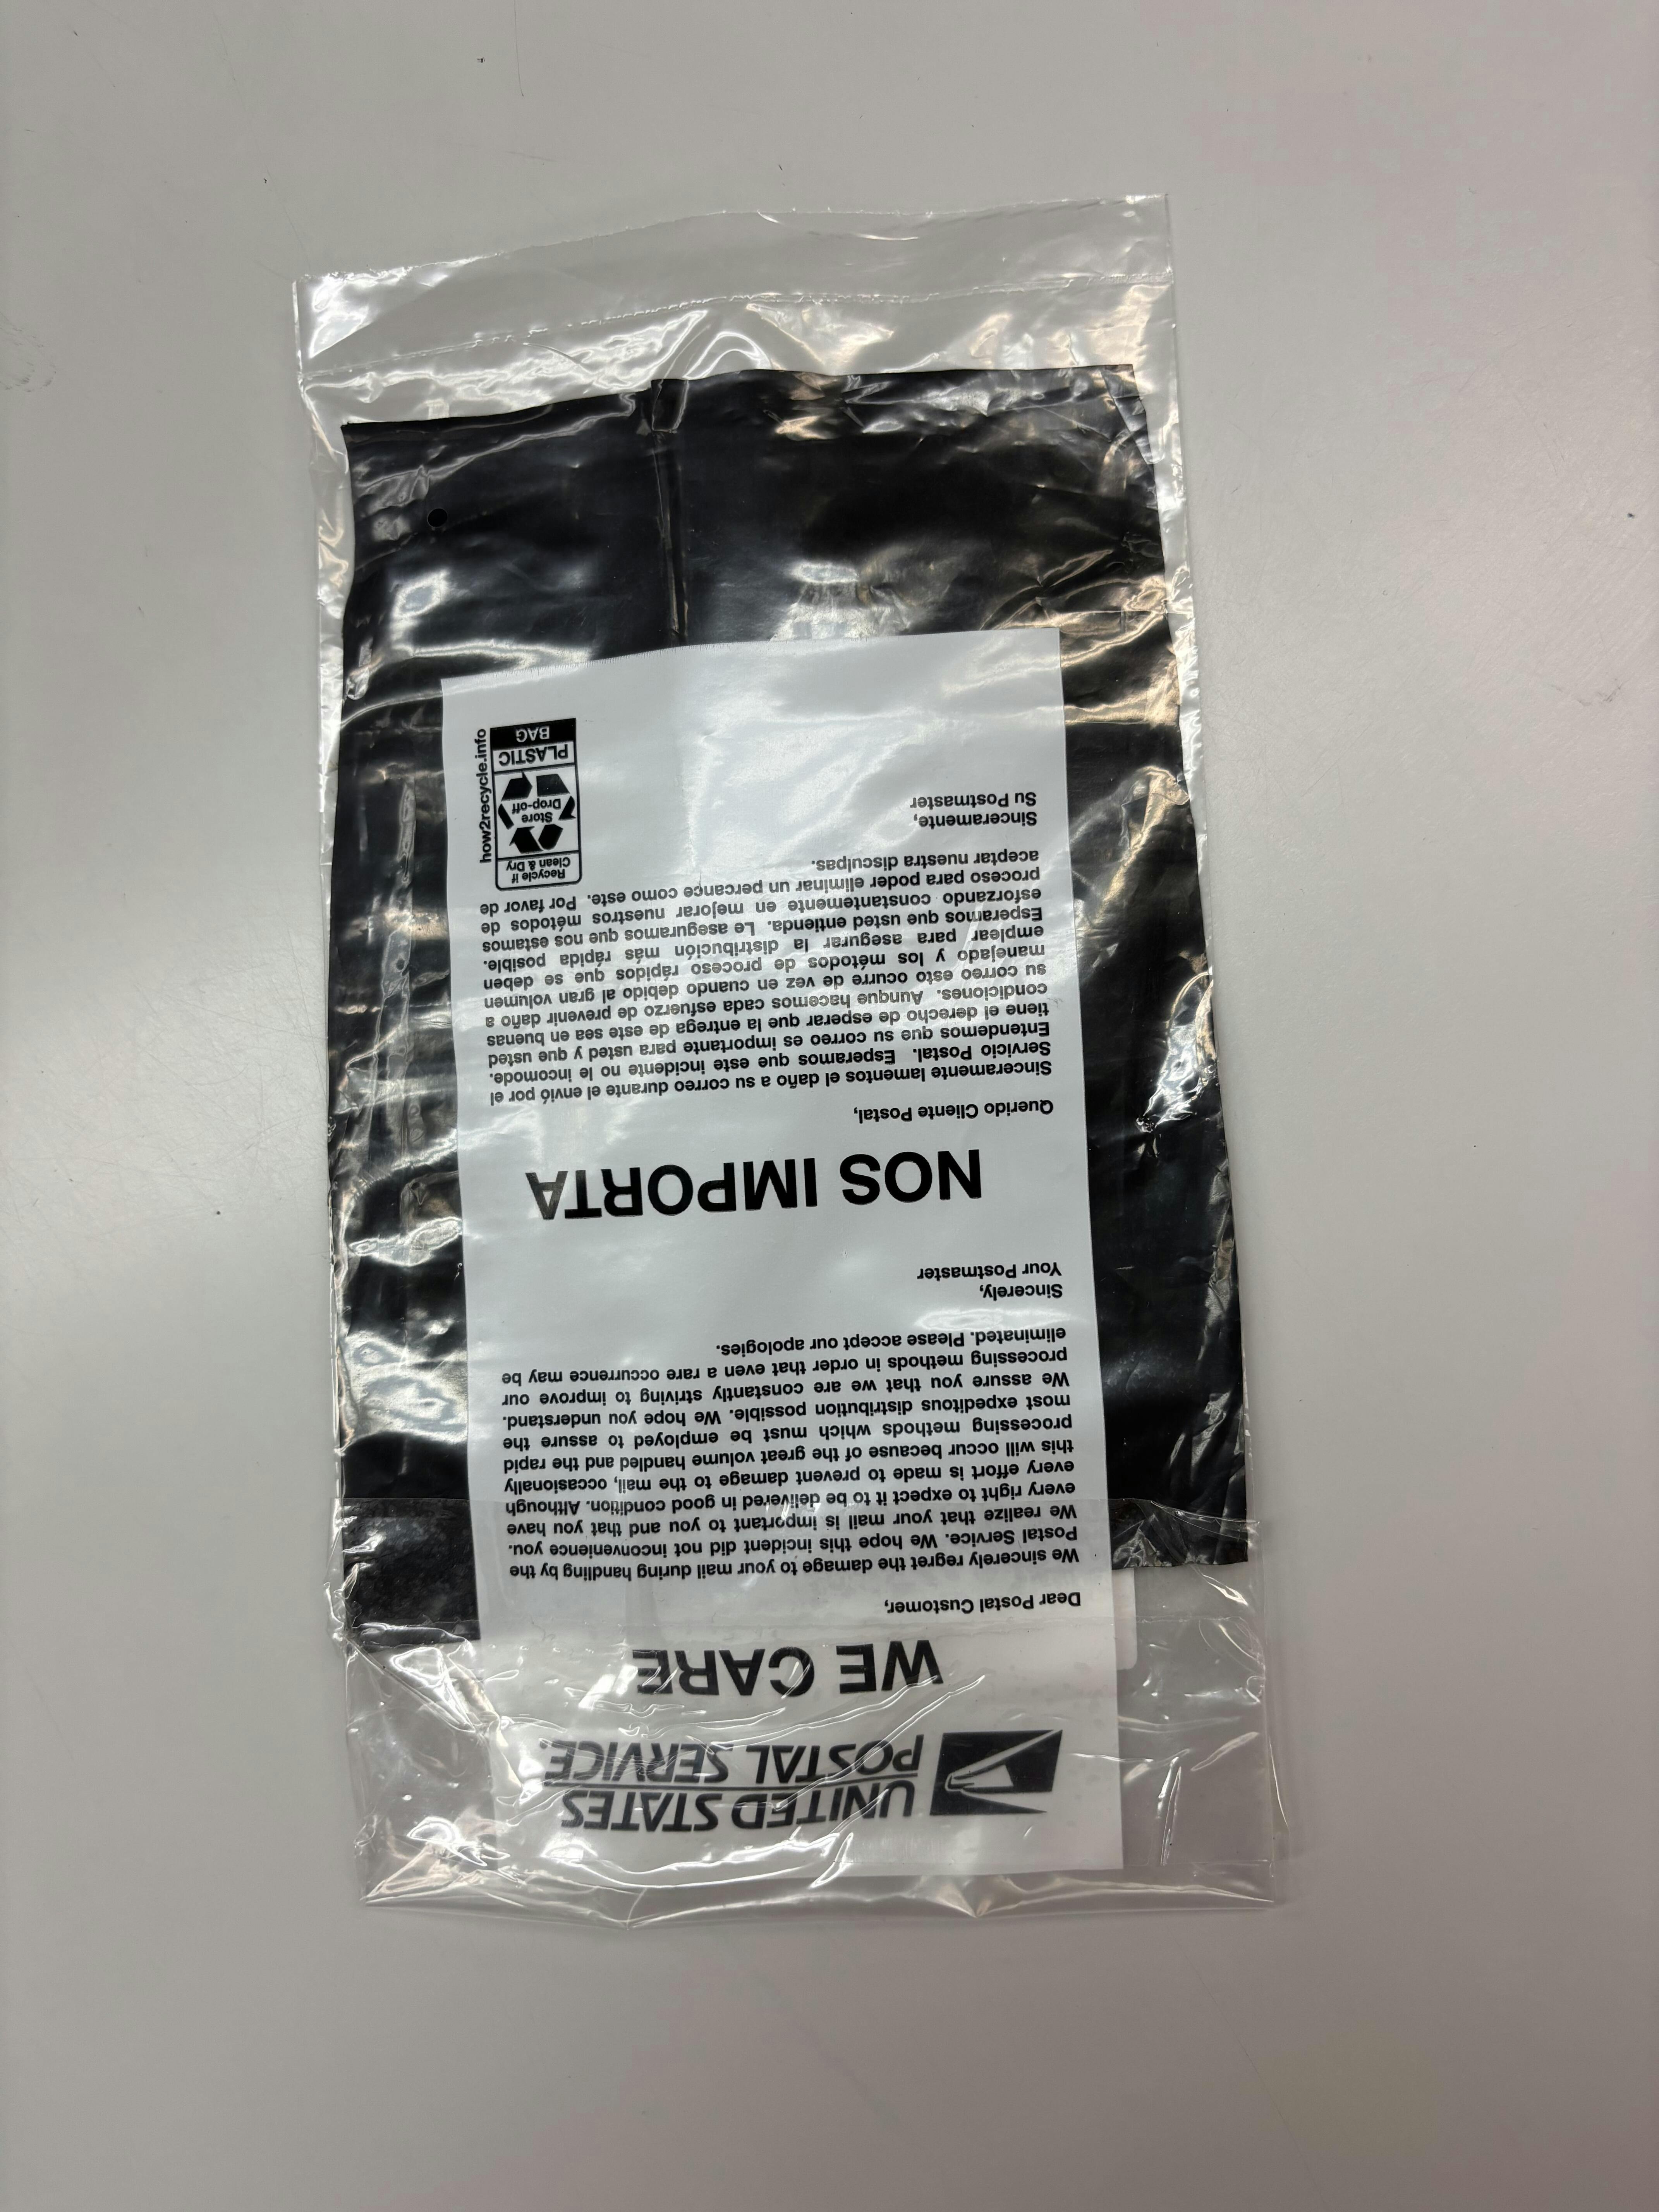 UNITED STATES
POSTAL SERVICE.
WE CARE
Dear Postal Customer,
We sincerely regret the damage to your mail during handling by the
Postal Service. We hope this incident did not inconvenience you.
We realize that your mail is important to you and that you have
every right to expect it to be delivered in good condition. Although
every effort is made to prevent damage to the mail, occasionally
this will occur because of the great volume handled and the rapid
processing methods which must be employed to assure the
most expeditous distribution possible. We hope you understand.
We assure you that we are constantly striving to improve our
processing methods in order that even a rare occurrence may be
eliminated. Please accept our apologies.
Sincerely,
Your Postmaster
NOS IMPORTA
Querido Cliente Postal,
Sinceramente lamentos el daño a su correo durante el envió por el
Servicio Postal. Esperamos que este incidente no le incomode.
Entendemos que su correo es importante para usted y que usted
tiene el derecho de esperar que la entrega de este sea en buenas
condiciones. Aunque hacemos cada esfuerzo de prevenir daño a
su correo esto ocurre de vez en cuando debido al gran volumen
manejado y los métodos de proceso rápidos que se deben
emplear para asegurar la distribución más rápida posible.
Esperamos que usted entienda. Le aseguramos que nos estamos
esforzando constantemente en mejorar nuestros métodos de
proceso para poder eliminar un percance como este. Por favor de
aceptar nuestra disculpas.
Sinceramente,
Su Postmaster
Recycle if
Clean & Dry
Store
Drop-off
PLASTIC
BAG
how2recycle.info